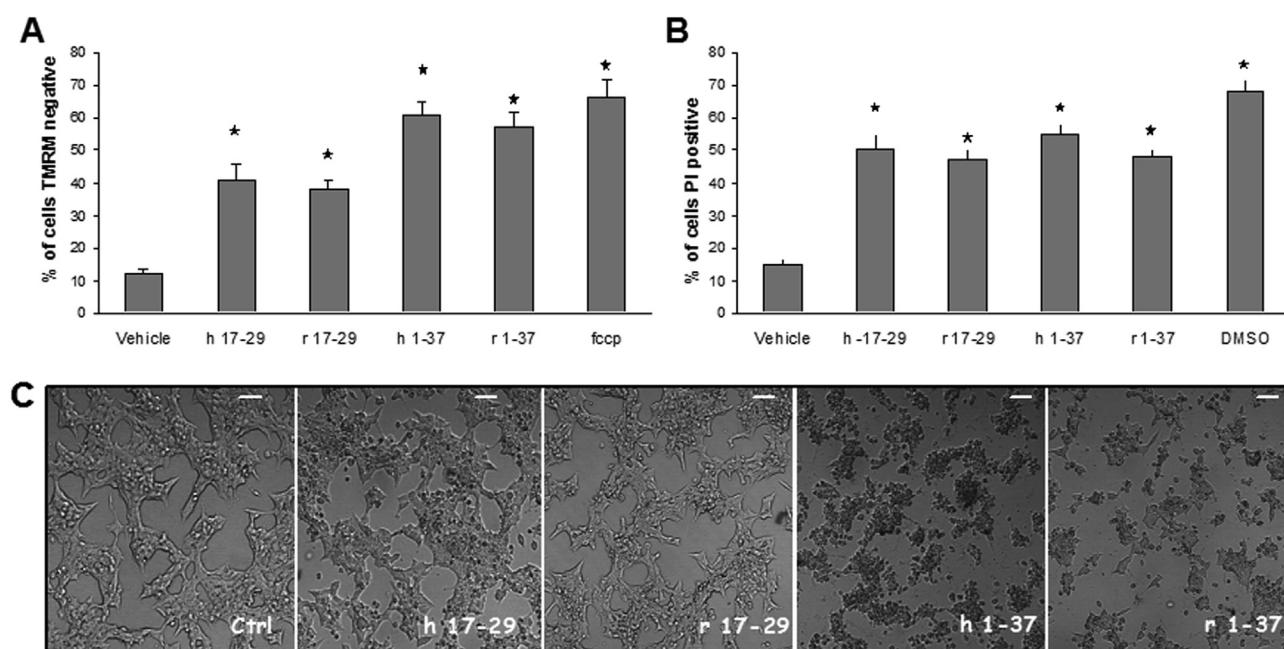 A
% of cells TMRM negative
80
70
60
50
40
30
20
10
0
Vehicle h 17-29 r 17-29 h 1-37 r 1-37 fccp
B
% of cells PI positive
80
70
60
50
40
30
20
10
0
Vehicle h -17-29 r 17-29 h 1-37 r 1-37 DMSO
C
Ctrl h 17-29 r 17-29 h 1-37 r 1-37